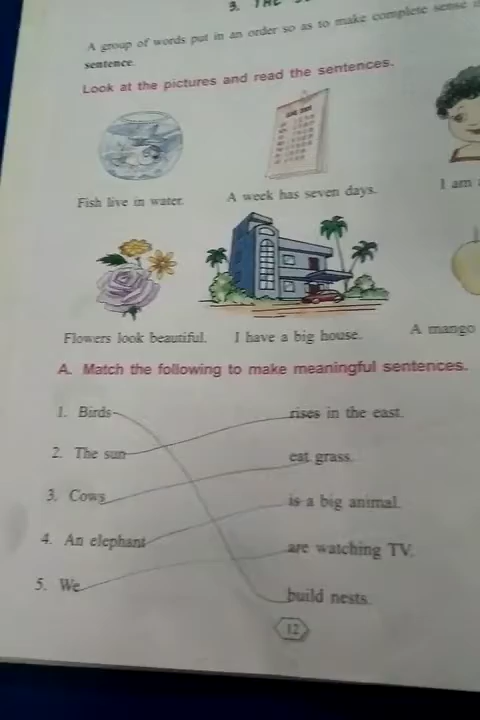 3. THE
A group of words put in an order so as to make complete sense
sentence.
Look at the pictures and read the sentences.
Fish live in water.
A week has seven days.
I am
Flowers look beautiful.
I have a big house.
A mango
A. Match the following to make meaningful sentences.
1. Birds rises in the east.
2. The sun eat grass.
3. Cows is a big animal.
4. An elephant are watching TV.
5. We build nests.
12